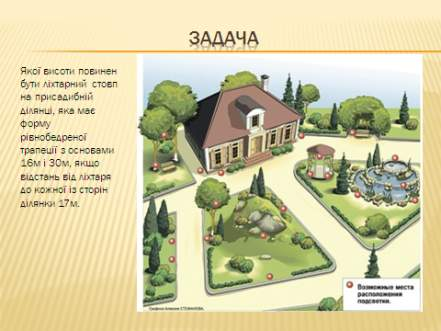 ЗАДАЧА
Якої висоти повинен
бути ліхтарний стовп
на присадибній
ділянці, яка має
форму
рівнобедреної
трапеції з основами
16м і 30м, якщо
відстань від ліхтаря
до кожної із сторін
ділянки 17м.
Возможные места
расположения
подсветки.